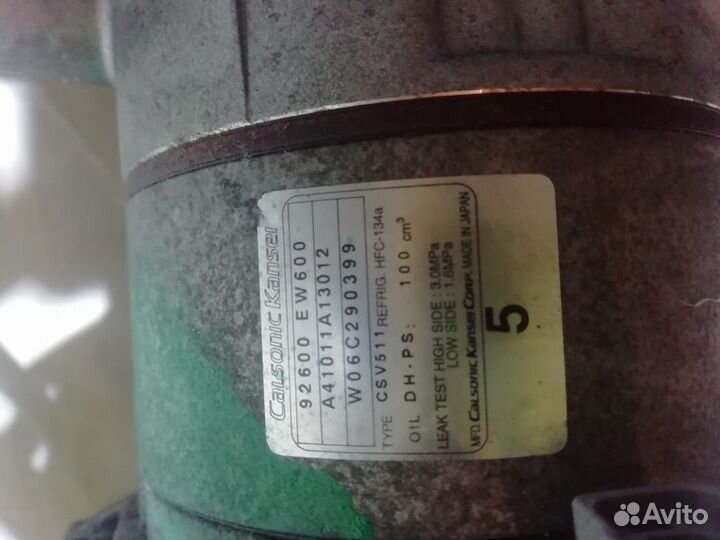 Calsonic Kansei
92600 EW600
A41011A13012
W06C290399
TYPE CSV511 REFRIG. HFC-134a
OIL DH-PS: 100 cm³
LEAK TEST HIGH SIDE : 3.0MPa
LOW SIDE : 1.6MPa
MFD. CALSONIC KANSEI CORP. MADE IN JAPAN
5
Avito